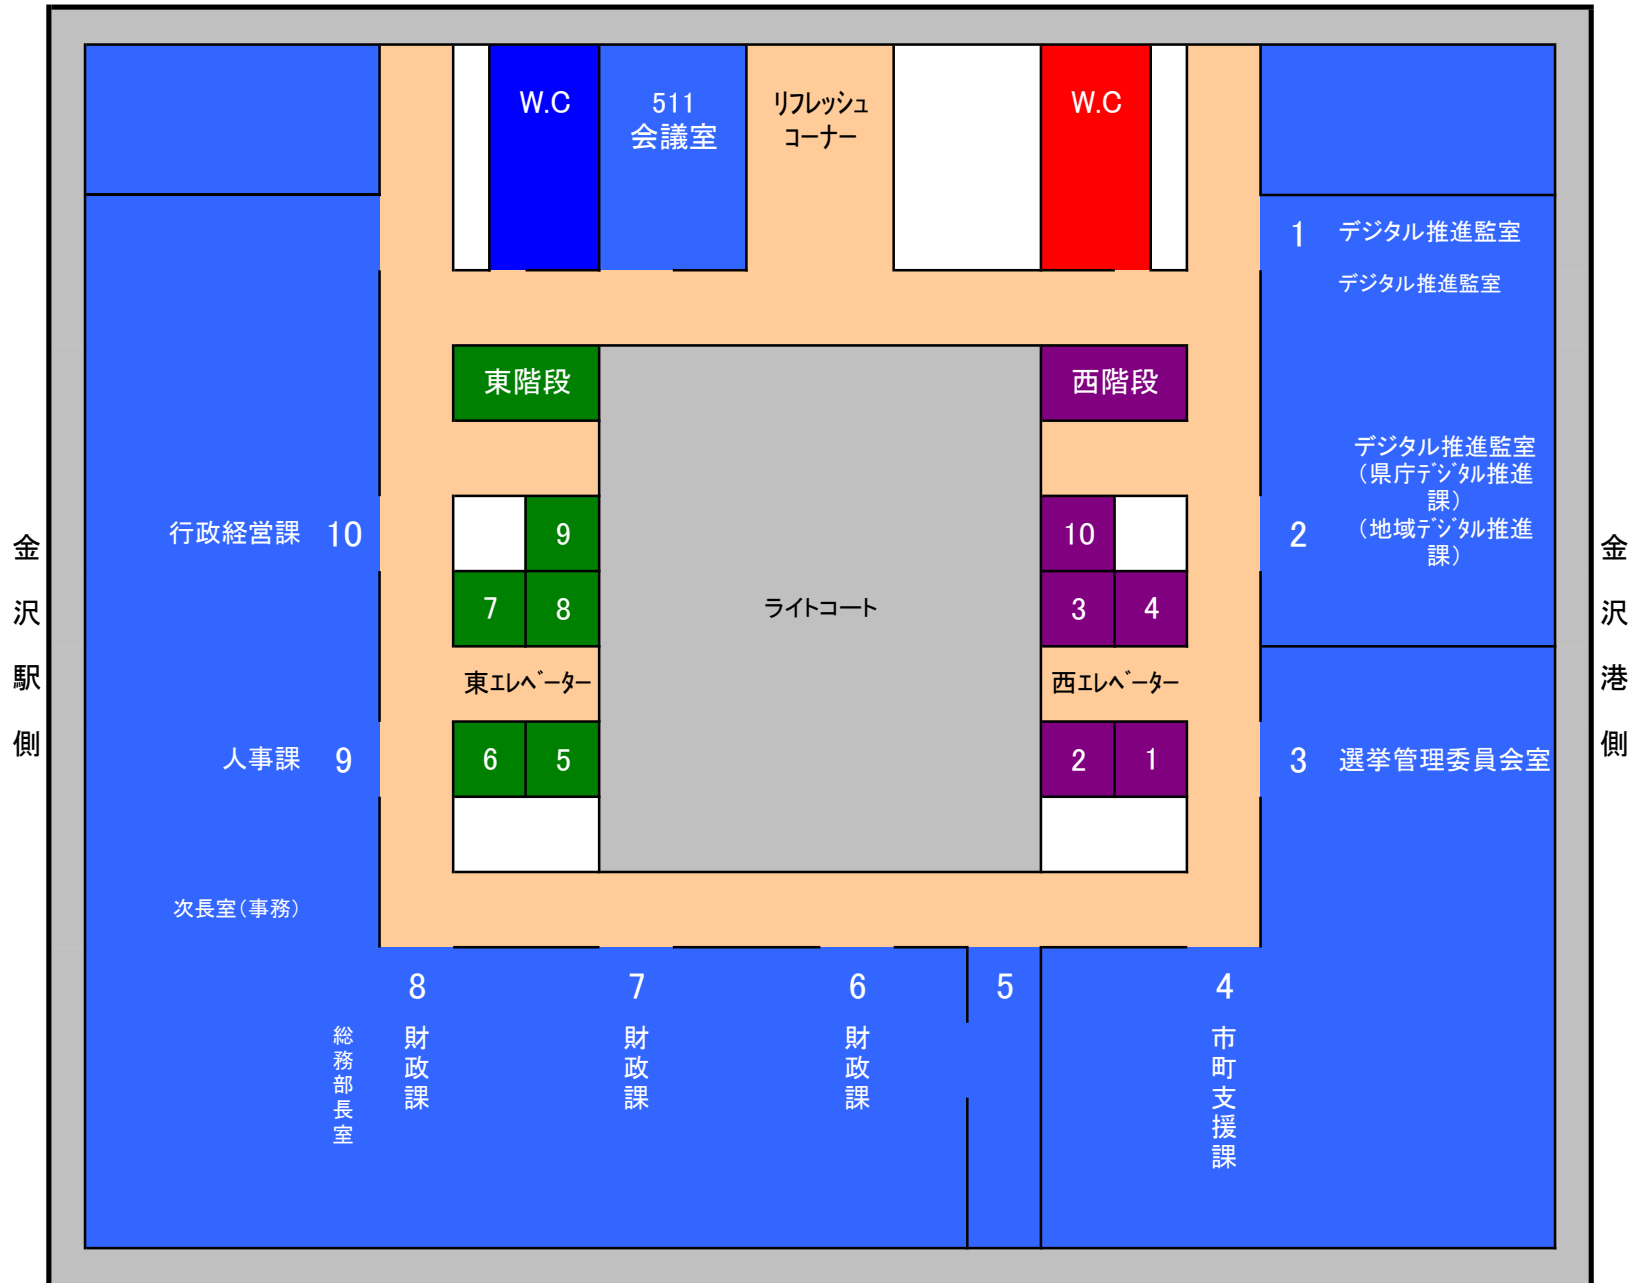 W.C
511
会議室
リフレッシュ
コーナー
W.C
1 デジタル推進監室
デジタル推進監室
東階段
西階段
デジタル推進監室
（県庁ﾃﾞｼﾞﾀﾙ推進
課）
（地域ﾃﾞｼﾞﾀﾙ推進
課）
2
行政経営課 10
9
10
7 8
3 4
ライトコート
東ｴﾚﾍﾞｰﾀｰ
西ｴﾚﾍﾞｰﾀｰ
人事課 9
6 5
2 1
3 選挙管理委員会室
次長室（事務）
8
財政課
総務部長室
7
財政課
6
財政課
5
4
市町支援課
金沢駅側
金沢港側